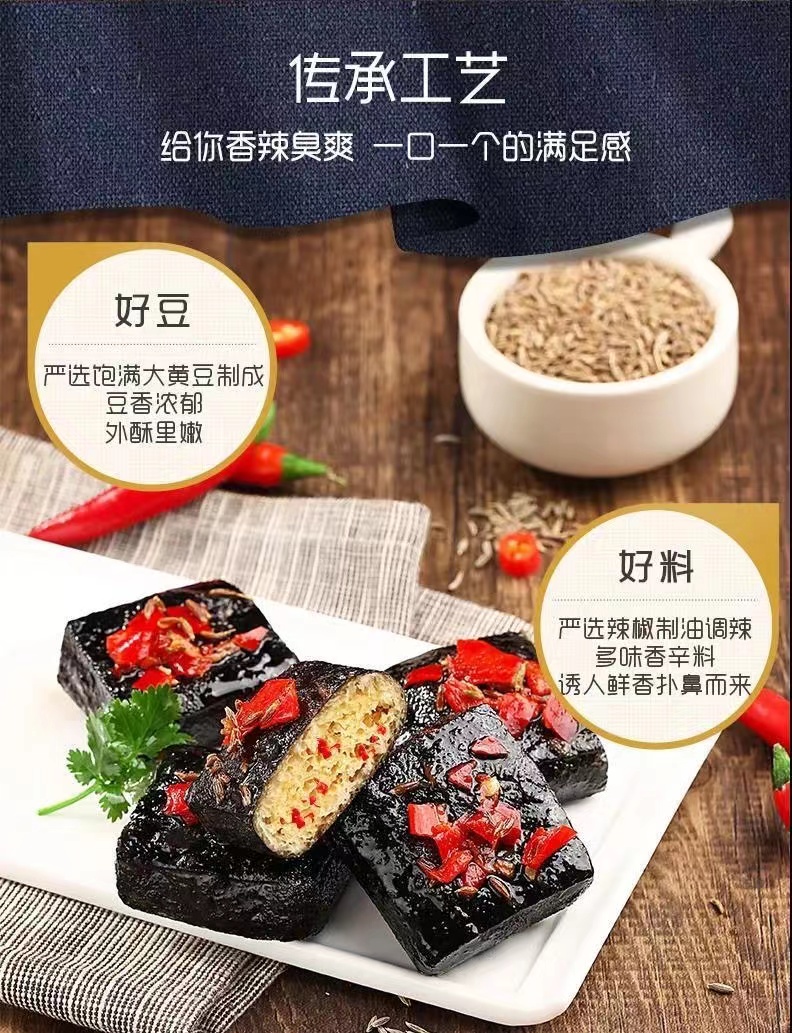 传承工艺
给你香辣臭爽 一口一个的满足感
好豆
严选饱满大黄豆制成
豆香浓郁
外酥里嫩
好料
严选辣椒制油调辣
多味香辛料
诱人鲜香扑鼻而来